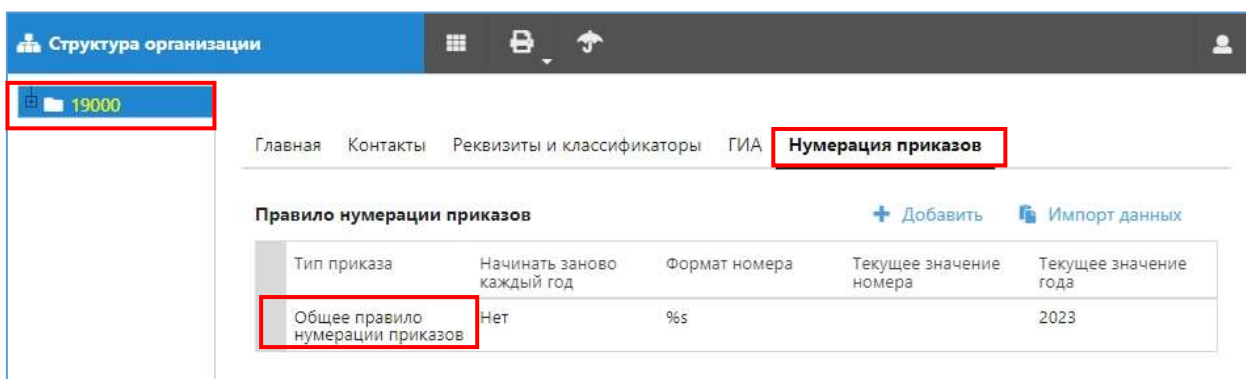 Структура организации
19000
Главная Контакты Реквизиты и классификаторы ГИА Нумерация приказов
Правило нумерации приказов Добавить Импорт данных
Тип приказа Начинать заново каждый год Формат номера Текущее значение номера Текущее значение года
Общее правило нумерации приказов Нет %s 2023